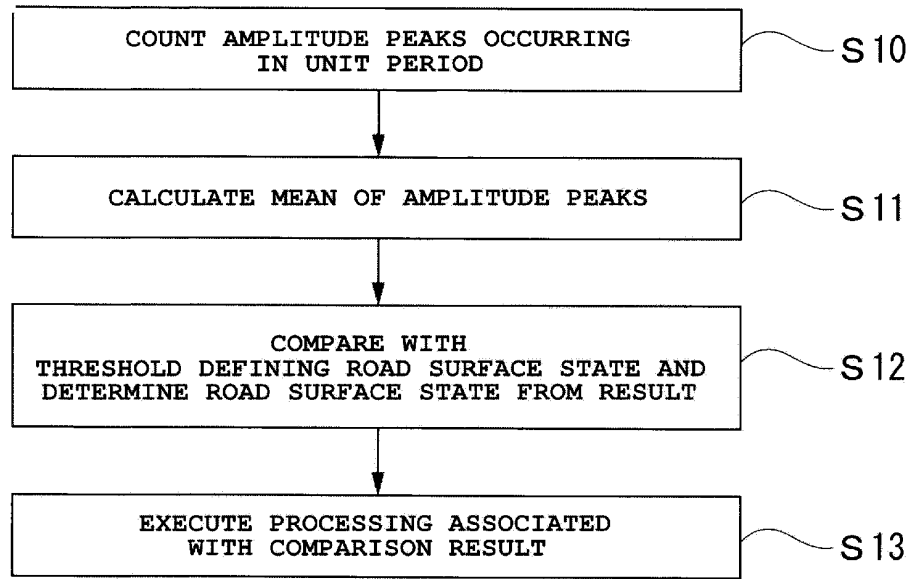 COUNT AMPLITUDE PEAKS OCCURRING
IN UNIT PERIOD
S10
CALCULATE MEAN OF AMPLITUDE PEAKS
S11
COMPARE WITH
THRESHOLD DEFINING ROAD SURFACE STATE AND
DETERMINE ROAD SURFACE STATE FROM RESULT
S12
EXECUTE PROCESSING ASSOCIATED
WITH COMPARISON RESULT
S13